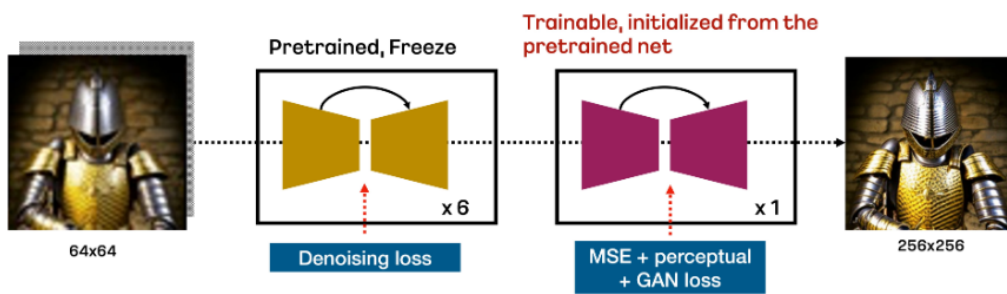 Pretrained, Freeze
Trainable, initialized from the
pretrained net
x 6
x 1
64x64
Denoising loss
MSE + perceptual
+ GAN loss
256x256